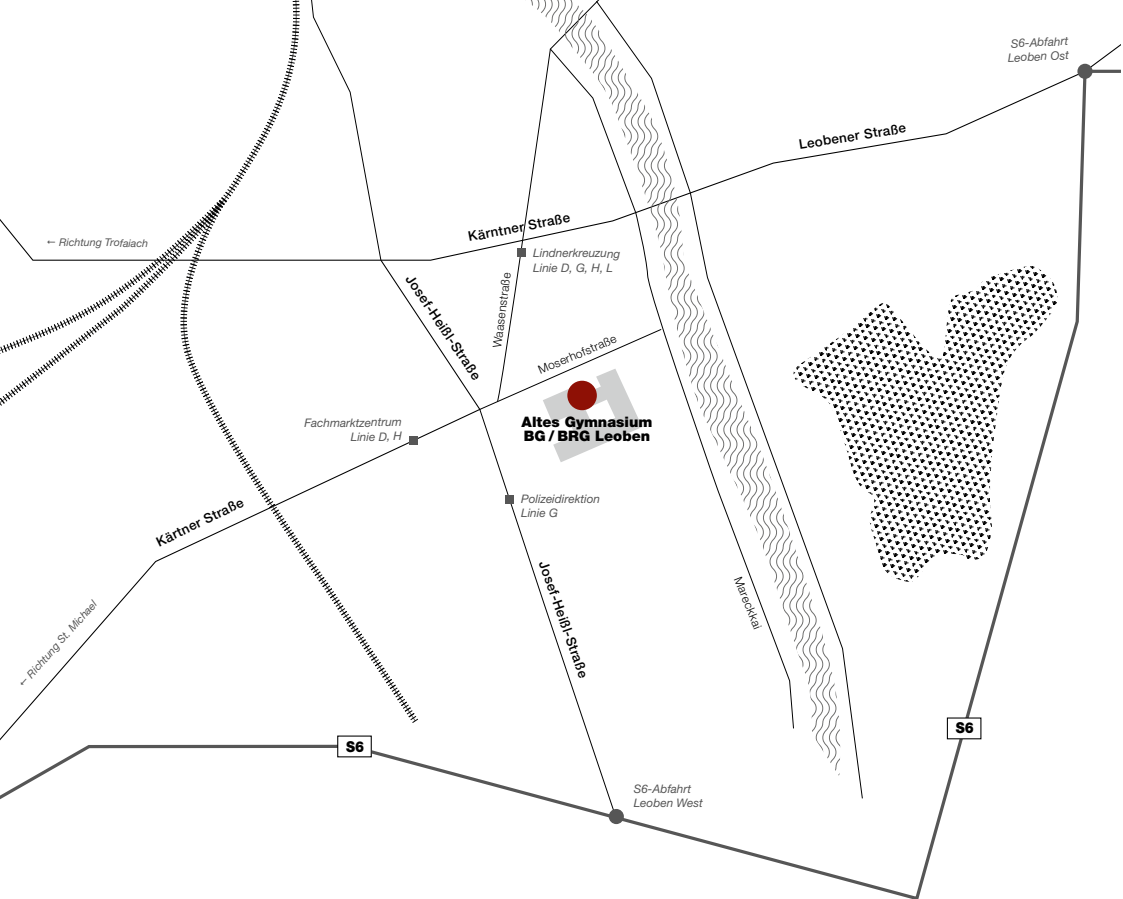 S6-Abfahrt
Leoben Ost
Leobener Straße
Kärntner Straße
← Richtung Trofaiach
Lindnerkreuzung
Linie D, G, H, L
Josef-Heißl-Straße
Waasenstraße
Moserhofstraße
Fachmarktzentrum
Linie D, H
Altes Gymnasium
BG / BRG Leoben
Polizeidirektion
Linie G
Kärtner Straße
Josef-Heißl-Straße
Mareckkai
← Richtung St. Michael
S6
S6
S6-Abfahrt
Leoben West